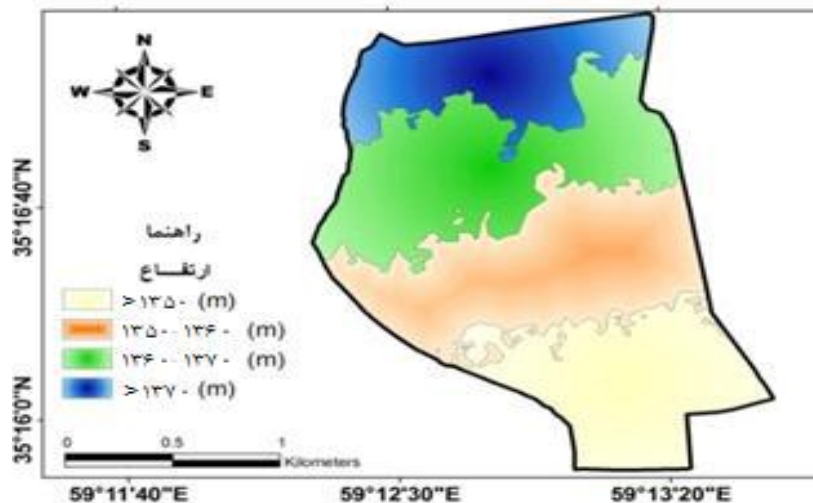 N
W E
S
35°16'40"N
35°16'0"N
راهنما
ارتفــاع
>۱۳۵۰ (m)
۱۳۵۰-۱۳۶۰ (m)
۱۳۶۰-۱۳۷۰ (m)
>۱۳۷۰ (m)
0 0.5 1
Kilometers
59°11'40"E 59°12'30"E 59°13'20"E